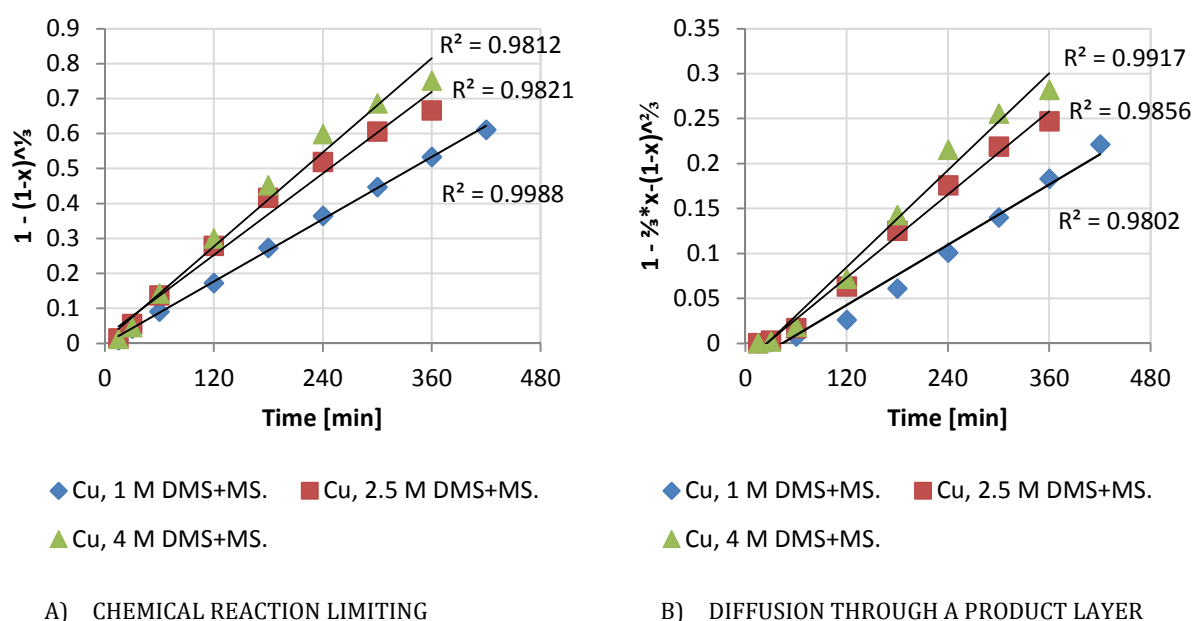 1 - (1-x)^⅓
0.9
0.8
0.7
0.6
0.5
0.4
0.3
0.2
0.1
0
R² = 0.9812
R² = 0.9821
R² = 0.9988
0 120 240 360 480
Time [min]
Cu, 1 M DMS+MS. Cu, 2.5 M DMS+MS.
Cu, 4 M DMS+MS.
A) CHEMICAL REACTION LIMITING
1 - ⅔*x-(1-x)^⅔
0.35
0.3
0.25
0.2
0.15
0.1
0.05
0
R² = 0.9917
R² = 0.9856
R² = 0.9802
0 120 240 360 480
Time [min]
Cu, 1 M DMS+MS. Cu, 2.5 M DMS+MS.
Cu, 4 M DMS+MS.
B) DIFFUSION THROUGH A PRODUCT LAYER